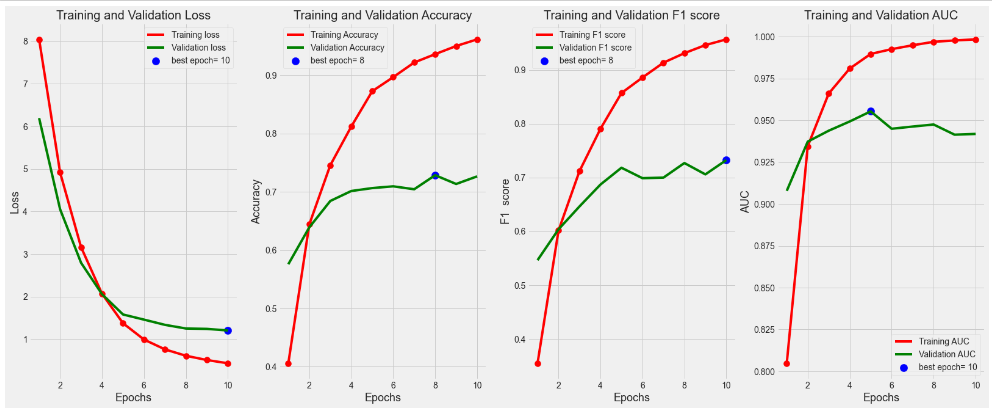 Training and Validation Loss
Training loss
Validation loss
best epoch= 10
8
7
6
5
4
3
2
1
Loss
2
4
6
8
10
Epochs
Training and Validation Accuracy
Training Accuracy
Validation Accuracy
best epoch= 8
0.9
0.8
0.7
0.6
0.5
0.4
Accuracy
2
4
6
8
10
Epochs
Training and Validation F1 score
Training F1 score
Validation F1 score
best epoch= 8
0.9
0.8
0.7
0.6
0.5
0.4
F1 score
2
4
6
8
10
Epochs
Training and Validation AUC
1.000
0.975
0.950
0.925
0.900
0.875
0.850
0.825
0.800
AUC
Training AUC
Validation AUC
best epoch= 10
2
4
6
8
10
Epochs